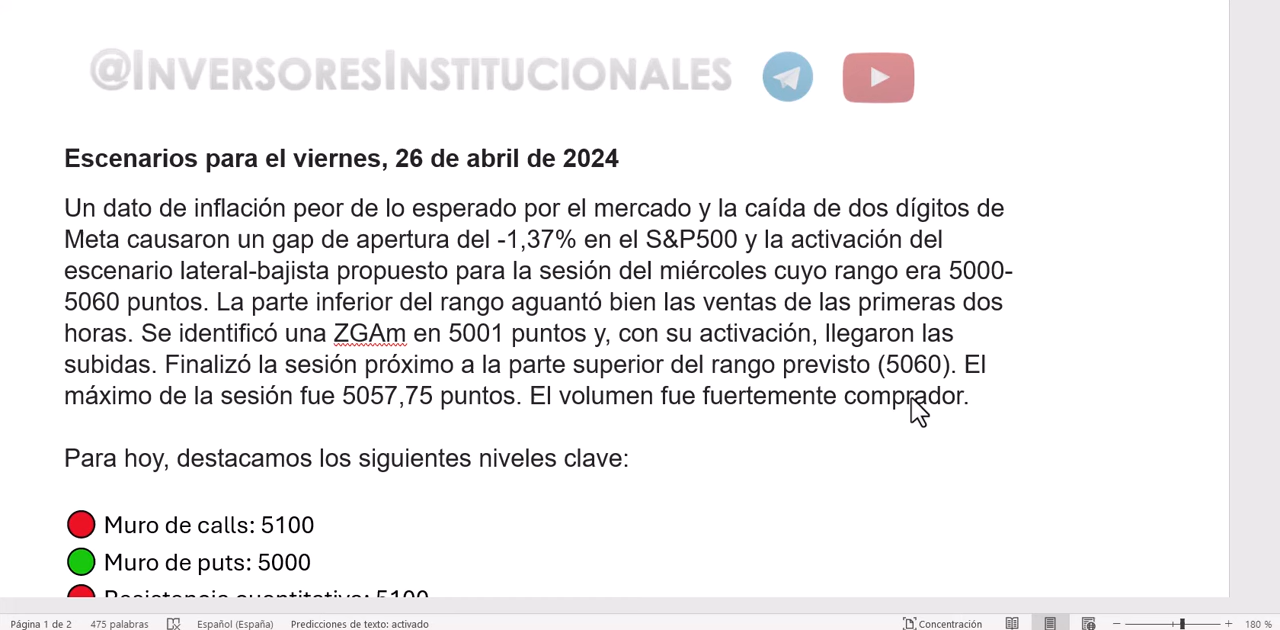 @INVERSORESINSTITUCIONALES
Escenarios para el viernes, 26 de abril de 2024
Un dato de inflación peor de lo esperado por el mercado y la caída de dos dígitos de
Meta causaron un gap de apertura del -1,37% en el S&P500 y la activación del
escenario lateral-bajista propuesto para la sesión del miércoles cuyo rango era 5000-
5060 puntos. La parte inferior del rango aguantó bien las ventas de las primeras dos
horas. Se identificó una ZGAm en 5001 puntos y, con su activación, llegaron las
subidas. Finalizó la sesión próximo a la parte superior del rango previsto (5060). El
máximo de la sesión fue 5057,75 puntos. El volumen fue fuertemente comprador.
Para hoy, destacamos los siguientes niveles clave:
Muro de calls: 5100
Muro de puts: 5000
Resistencia cuantitativa: 5100
Página 1 de 2 475 palabras Español (España) Predicciones de texto: activado Concentración 180 %